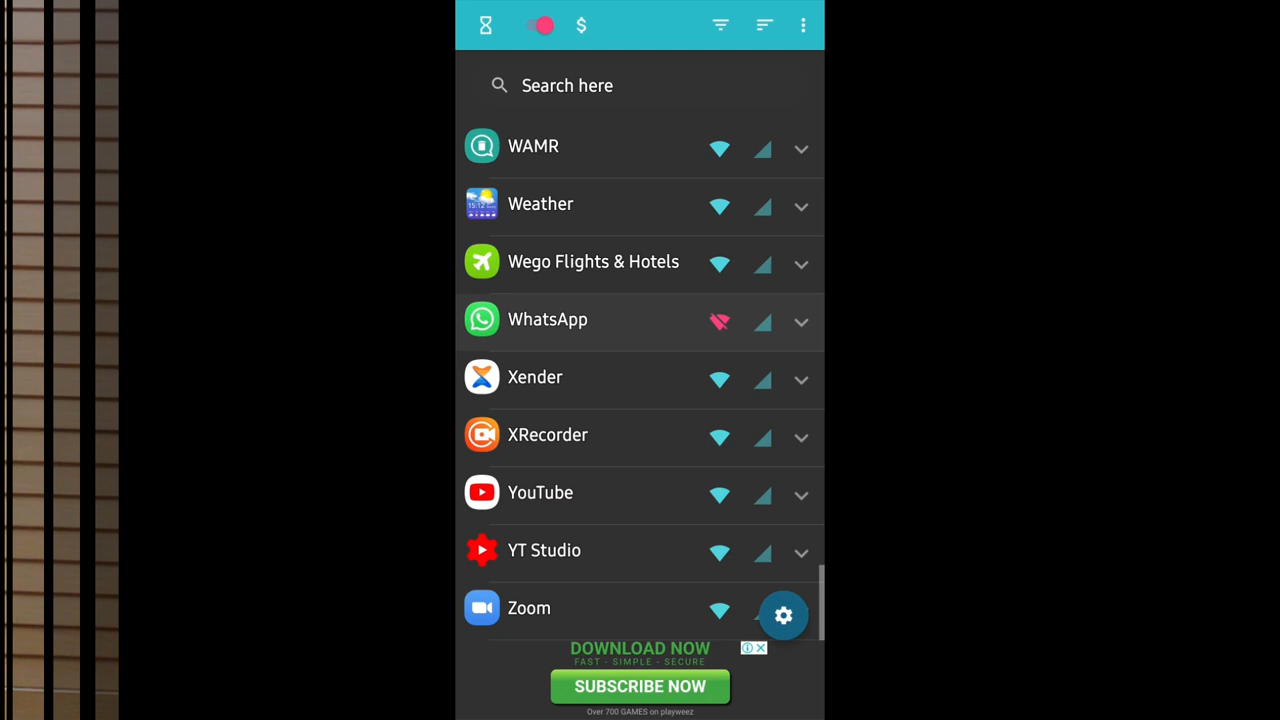 $
Search here
WAMR
Weather
Wego Flights & Hotels
WhatsApp
Xender
XRecorder
YouTube
YT Studio
Zoom
DOWNLOAD NOW
FAST - SIMPLE - SECURE
SUBSCRIBE NOW
Over 700 GAMES on playweez